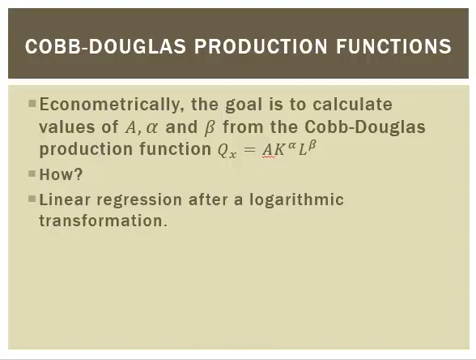 COBB-DOUGLAS PRODUCTION FUNCTIONS
▪Econometrically, the goal is to calculate
values of A, α and β from the Cobb-Douglas
production function Qₓ = AK^α L^β
▪How?
▪Linear regression after a logarithmic
transformation.